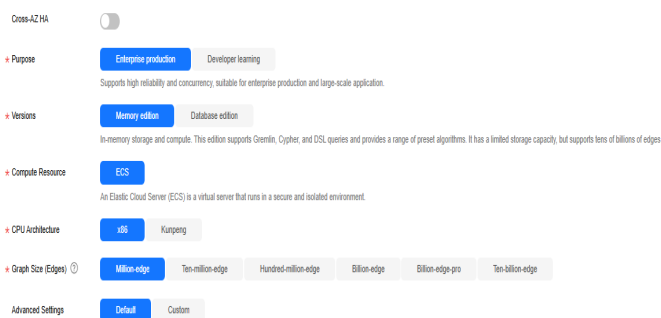 Cross-AZ HA
* Purpose Enterprise production Developer learning
Supports high reliability and concurrency, suitable for enterprise production and large-scale application.
* Versions Memory edition Database edition
In-memory storage and compute. This edition supports Gremlin, Cypher, and DSL queries and provides a range of preset algorithms. It has a limited storage capacity, but supports tens of billions of edges
* Compute Resource ECS
An Elastic Cloud Server (ECS) is a virtual server that runs in a secure and isolated environment.
* CPU Architecture x86 Kunpeng
* Graph Size (Edges) ? Million-edge Ten-million-edge Hundred-million-edge Billion-edge Billion-edge-pro Ten-billion-edge
Advanced Settings Default Custom